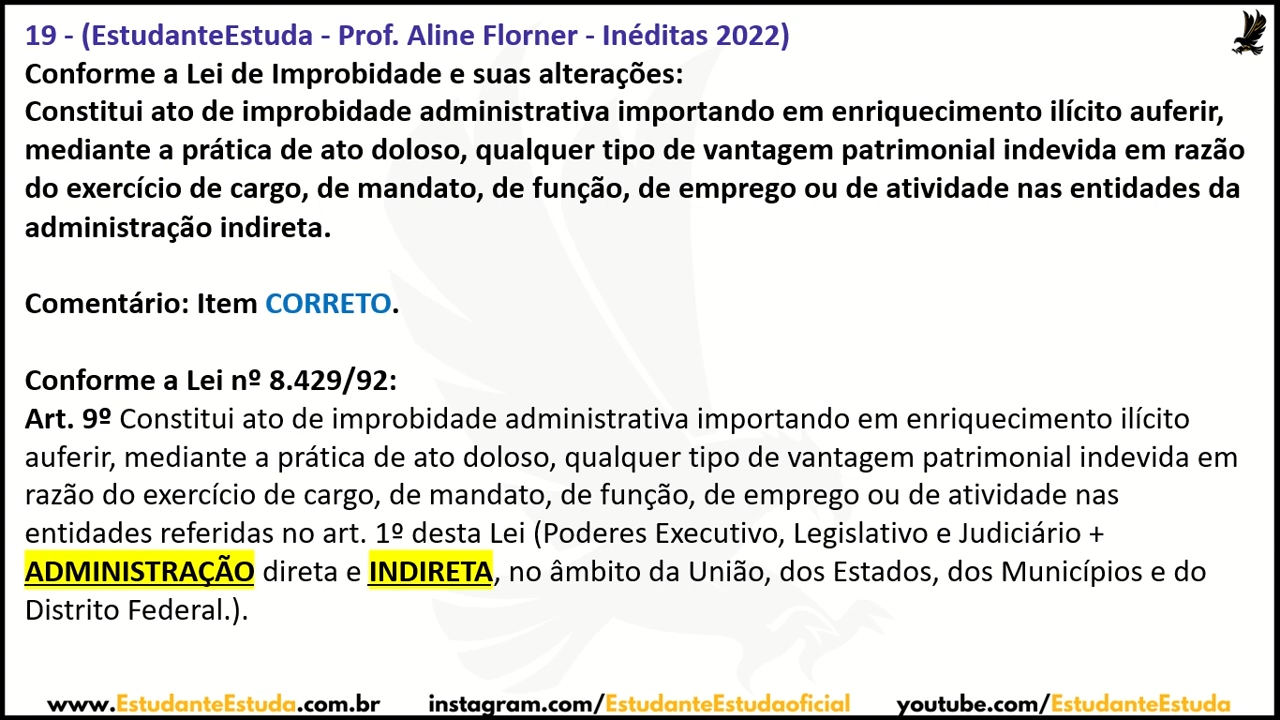 19 - (EstudanteEstuda - Prof. Aline Florner - Inéditas 2022)
Conforme a Lei de Improbidade e suas alterações:
Constitui ato de improbidade administrativa importando em enriquecimento ilícito auferir,
mediante a prática de ato doloso, qualquer tipo de vantagem patrimonial indevida em razão
do exercício de cargo, de mandato, de função, de emprego ou de atividade nas entidades da
administração indireta.
Comentário: Item CORRETO.
Conforme a Lei nº 8.429/92:
Art. 9º Constitui ato de improbidade administrativa importando em enriquecimento ilícito
auferir, mediante a prática de ato doloso, qualquer tipo de vantagem patrimonial indevida em
razão do exercício de cargo, de mandato, de função, de emprego ou de atividade nas
entidades referidas no art. 1º desta Lei (Poderes Executivo, Legislativo e Judiciário +
ADMINISTRAÇÃO direta e INDIRETA, no âmbito da União, dos Estados, dos Municípios e do
Distrito Federal.).
www.EstudanteEstuda.com.br instagram.com/EstudanteEstudaoficial youtube.com/EstudanteEstuda